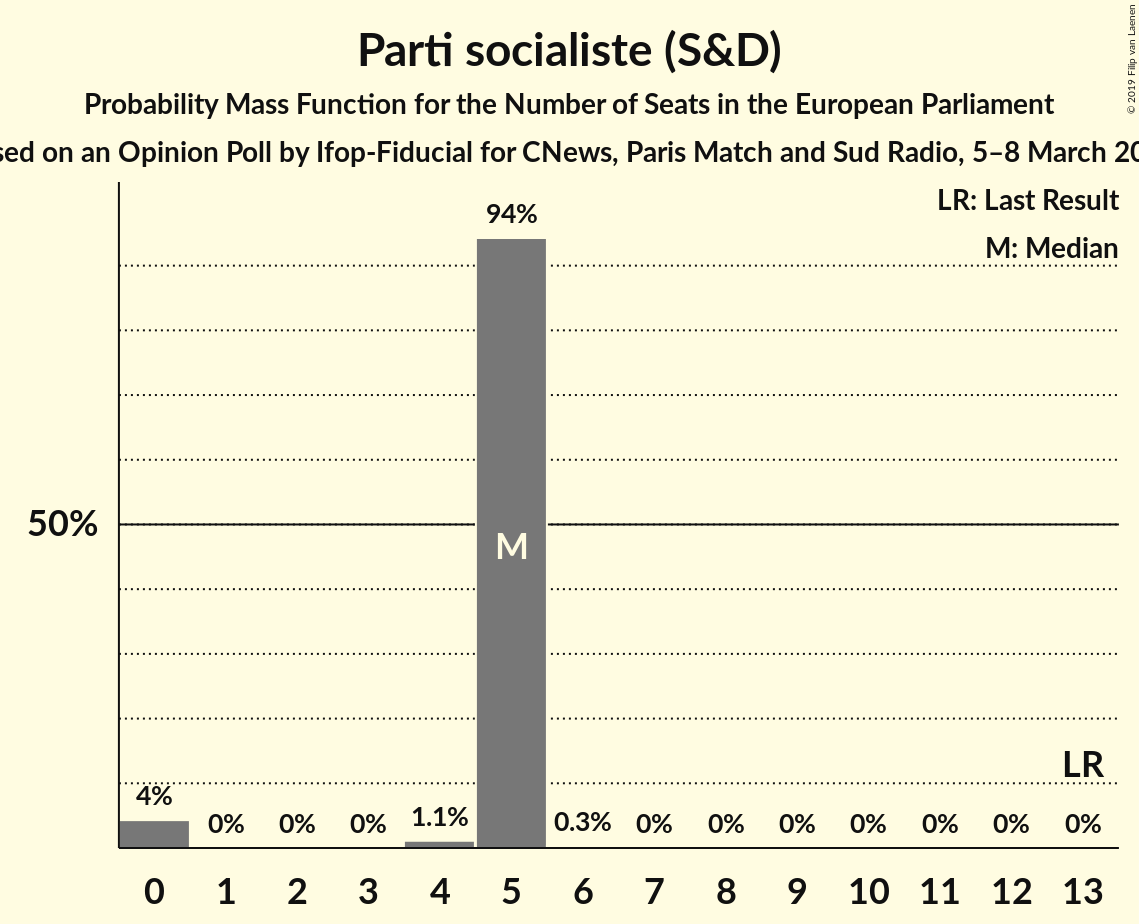 Parti socialiste (S&D)
Probability Mass Function for the Number of Seats in the European Parliament
sed on an Opinion Poll by Ifop-Fiducial for CNews, Paris Match and Sud Radio, 5–8 March 20
© 2019 Filip van Laenen
LR: Last Result
M: Median
94%
50%
M
LR
4%
0%
0%
0%
1.1%
0.3%
0%
0%
0%
0%
0%
0%
0%
0 1 2 3 4 5 6 7 8 9 10 11 12 13